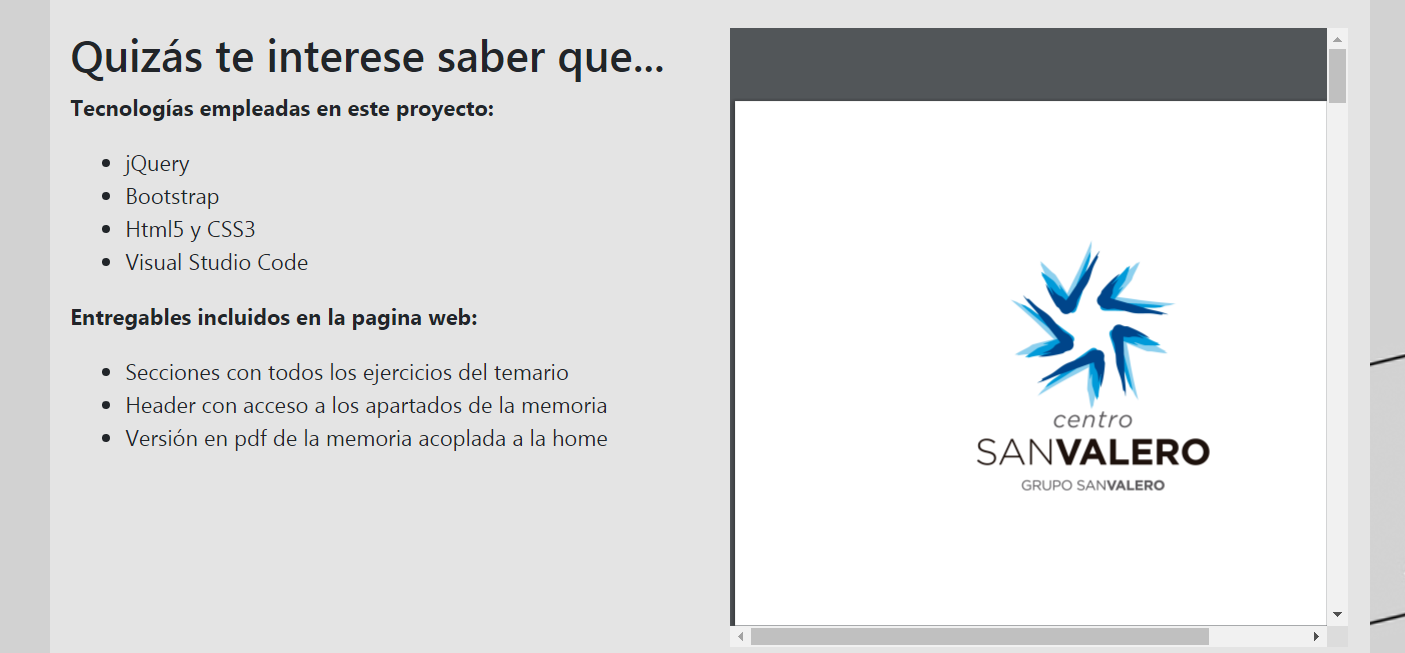 Quizás te interese saber que...
Tecnologías empleadas en este proyecto:
jQuery
Bootstrap
Html5 y CSS3
Visual Studio Code
Entregables incluidos en la pagina web:
Secciones con todos los ejercicios del temario
Header con acceso a los apartados de la memoria
Versión en pdf de la memoria acoplada a la home
centro
SANVALERO
GRUPO SANVALERO